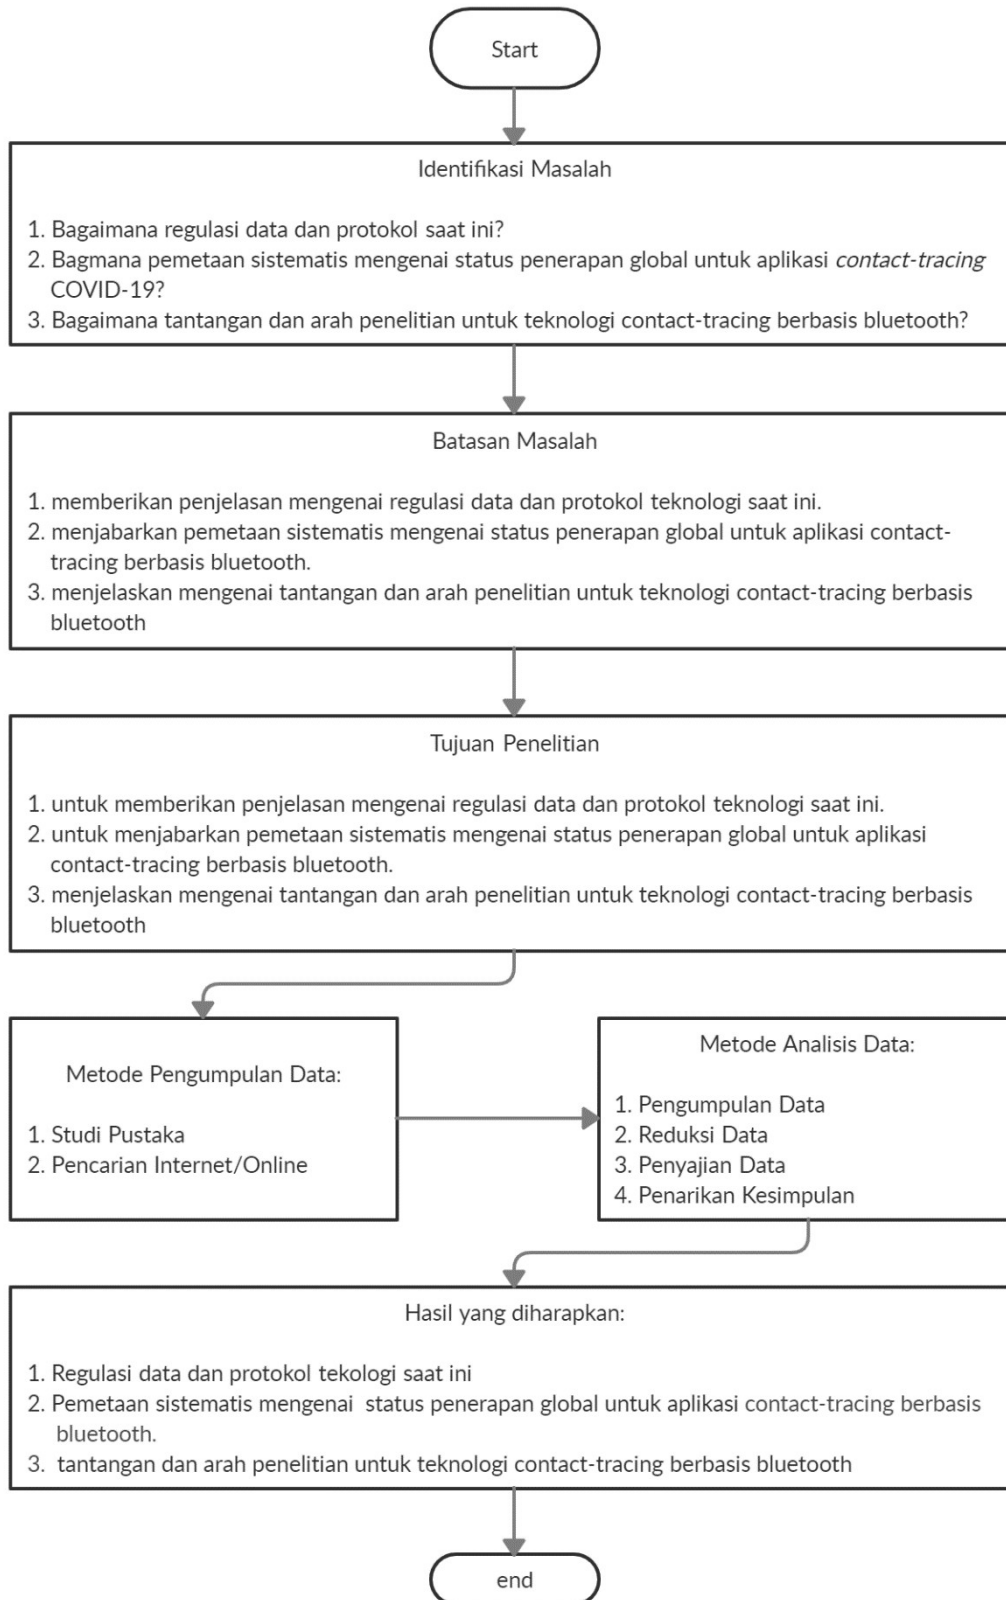 Start
Identifikasi Masalah
1. Bagaimana regulasi data dan protokol saat ini?
2. Bagmana pemetaan sistematis mengenai status penerapan global untuk aplikasi contact-tracing
COVID-19?
3. Bagaimana tantangan dan arah penelitian untuk teknologi contact-tracing berbasis bluetooth?
Batasan Masalah
1. memberikan penjelasan mengenai regulasi data dan protokol teknologi saat ini.
2. menjabarkan pemetaan sistematis mengenai status penerapan global untuk aplikasi contact-
tracing berbasis bluetooth.
3. menjelaskan mengenai tantangan dan arah penelitian untuk teknologi contact-tracing berbasis
bluetooth
Tujuan Penelitian
1. untuk memberikan penjelasan mengenai regulasi data dan protokol teknologi saat ini.
2. untuk menjabarkan pemetaan sistematis mengenai status penerapan global untuk aplikasi
contact-tracing berbasis bluetooth.
3. menjelaskan mengenai tantangan dan arah penelitian untuk teknologi contact-tracing berbasis
bluetooth
Metode Pengumpulan Data:
1. Studi Pustaka
2. Pencarian Internet/Online
Metode Analisis Data:
1. Pengumpulan Data
2. Reduksi Data
3. Penyajian Data
4. Penarikan Kesimpulan
Hasil yang diharapkan:
1. Regulasi data dan protokol tekologi saat ini
2. Pemetaan sistematis mengenai  status penerapan global untuk aplikasi contact-tracing berbasis
bluetooth.
3.  tantangan dan arah penelitian untuk teknologi contact-tracing berbasis bluetooth
end